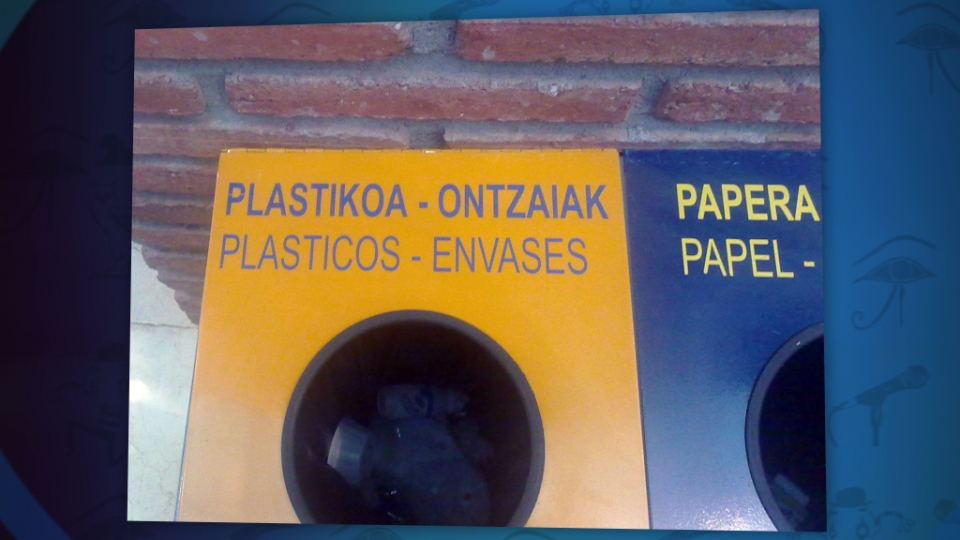 PLASTIKOA - ONTZAIAK
PLASTICOS - ENVASES
PAPERA
PAPEL -